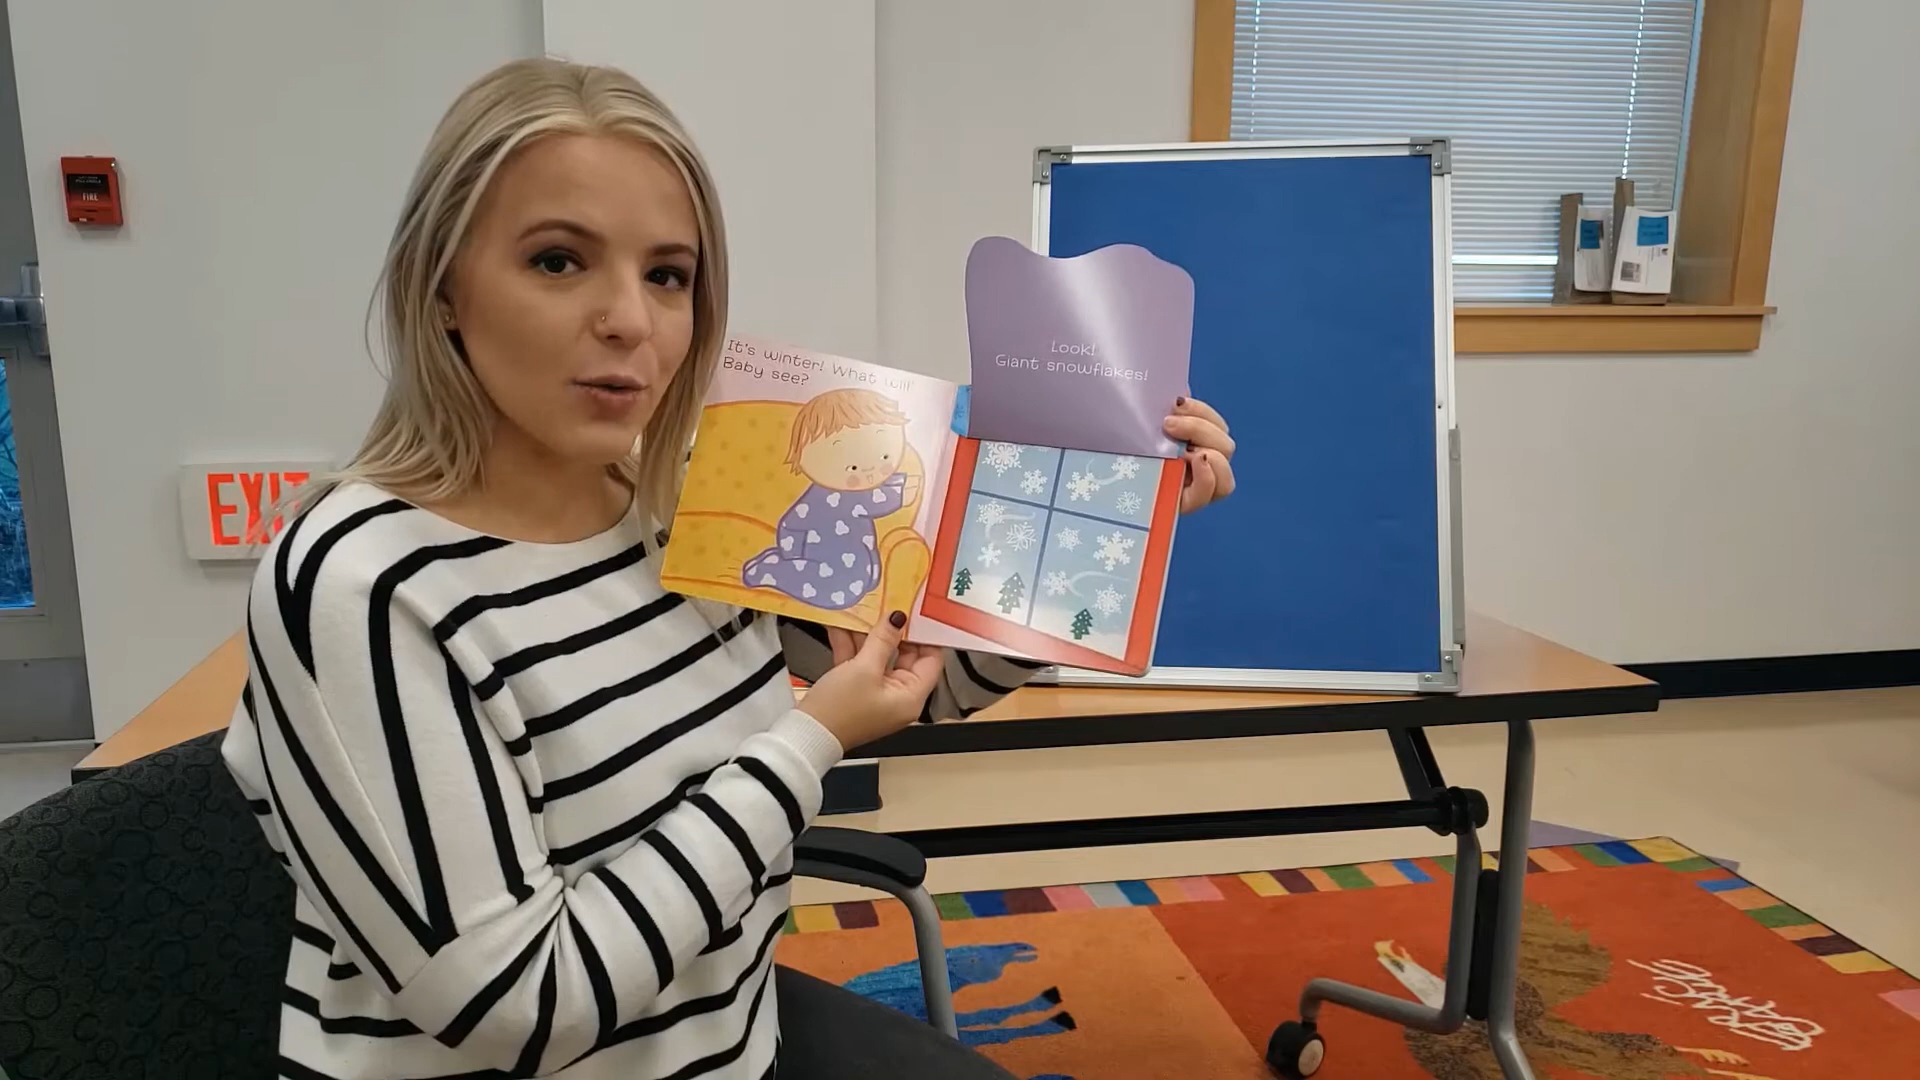 FIRE
EXIT
It's winter! What will
Baby see?
Look!
Giant snowflakes!